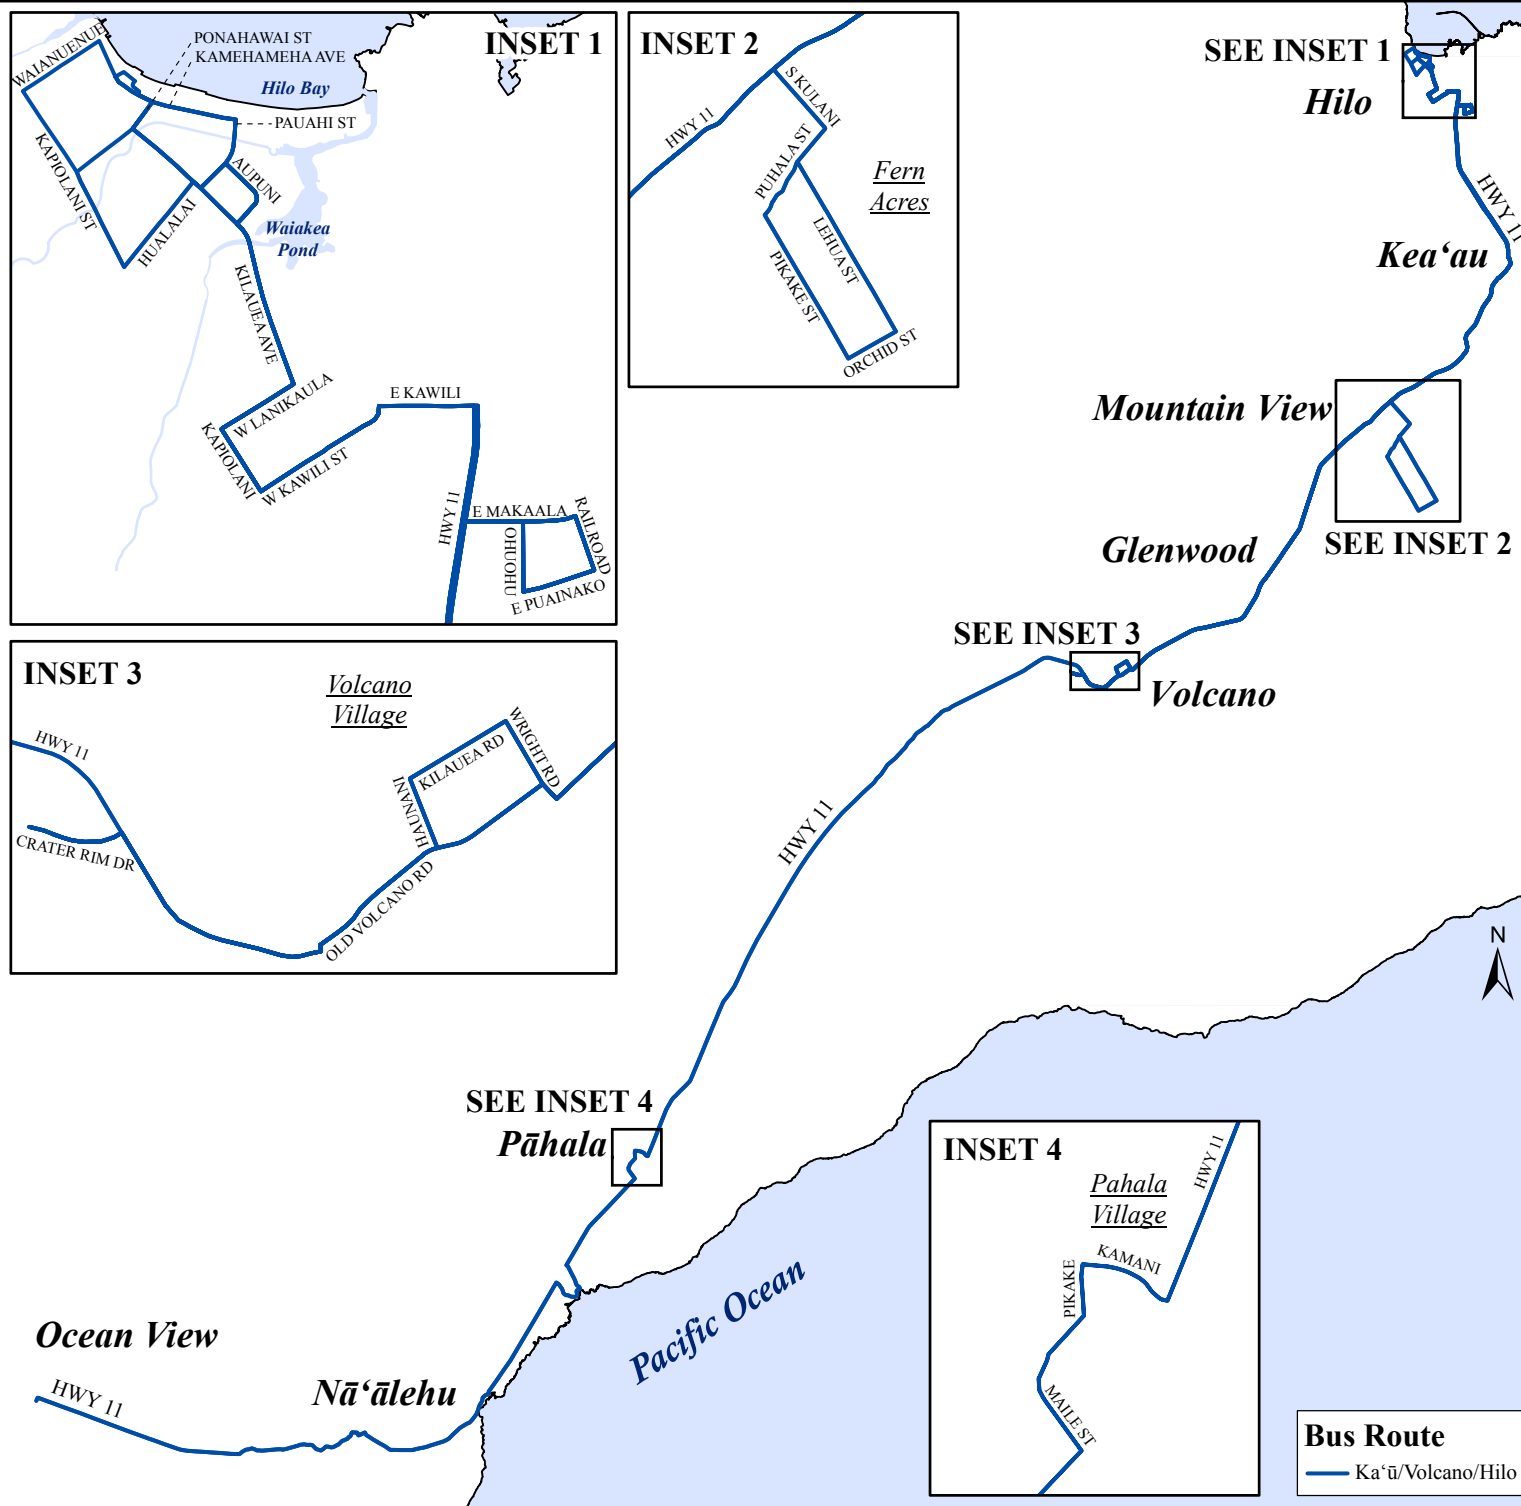 INSET 1
WAIANUENUE
PONAHAWAI ST
KAMEHAMEHA AVE
Hilo Bay
PAUAHI ST
KAPIOLANI ST
AUPUNI
HUALALAI
Waiakea
Pond
KILAUEA AVE
W LANIKAULA
KAPIOLANI
W KAWILI ST
E KAWILI
HWY 11
E MAKAALA
RAILROAD
OHUOHU
E PUAINAKO
INSET 2
HWY 11
S KULANI
PUHALA ST
Fern
Acres
LEHUA ST
PIKAKE ST
ORCHID ST
SEE INSET 1
Hilo
HWY 11
Kea‘au
Mountain View
SEE INSET 2
Glenwood
SEE INSET 3
Volcano
INSET 3
Volcano
Village
HWY 11
CRATER RIM DR
KILAUEA RD
WRIGHT RD
HAUNANI
OLD VOLCANO RD
HWY 11
N
SEE INSET 4
Pāhala
INSET 4
Pahala
Village
HWY 11
KAMANI
PIKAKE
MAILE ST
Pacific Ocean
Ocean View
HWY 11
Nā‘ālehu
Bus Route
Ka‘ū/Volcano/Hilo